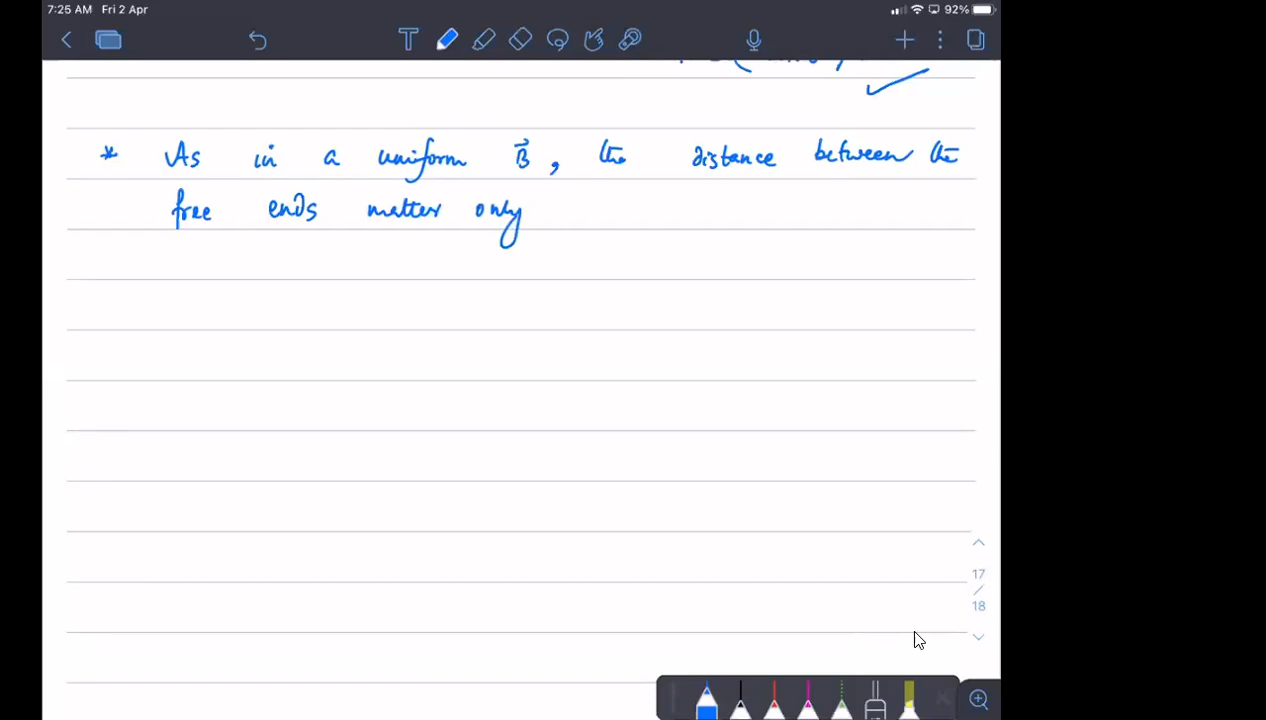 7:25 AM Fri 2 Apr
92%
* As in a uniform B⃗, the distance between the
free ends matter only
17
/
18